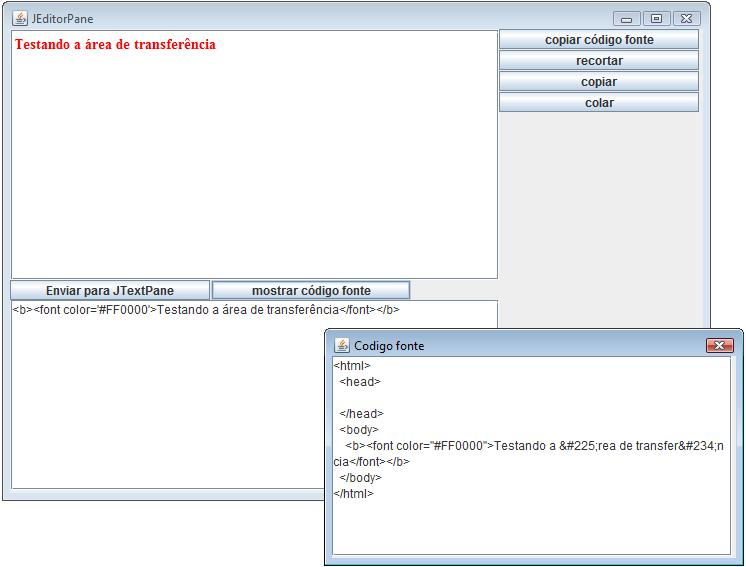 JEditorPane
Testando a área de transferência
copiar código fonte
recortar
copiar
colar
Enviar para JTextPane
mostrar código fonte
<b><font color='#FF0000'>Testando a área de transferência</font></b>
Codigo fonte
<html>
<head>
</head>
<body>
<b><font color="#FF0000">Testando a &#225;rea de transfer&#234;n
cia</font></b>
</body>
</html>